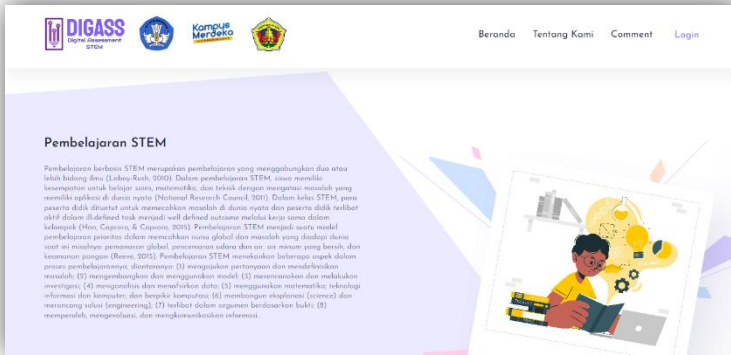 DIGASS
Digital Assessment
STEM
Kampus
Merdeka
Beranda Tentang Kami Comment Login
Pembelajaran STEM
Pembelajaran berbasis STEM merupakan pembelajaran yang menggabungkan dua atau
lebih bidang ilmu (Laboy-Rush, 2010). Dalam pembelajaran STEM, siswa memiliki
kesempatan untuk belajar sains, matematika, dan teknik dengan mengatasi masalah yang
memiliki aplikasi di dunia nyata (National Research Council, 2011). Dalam kelas STEM, para
peserta didik dituntut untuk memecahkan masalah di dunia nyata dan peserta didik terlibat
aktif dalam ill-defined task menjadi well defined outcome melalui kerja sama dalam
kelompok (Han, Capraro, & Capraro, 2015). Pembelajaran STEM menjadi suatu model
pembelajaran prioritas dalam mencakan isusu global dan masalah yang diadapi dunia
saat ini misalnya pemanasan global, pencemaran udara dan air, air minum yang bersih, dan
keamanan pangan (Reeve, 2015). Pembelajaran STEM menekankan beberapa aspek dalam
proses pembelajarannya, diantaranya: (1) mengajukan pertanyaan dan mendefinisikan
masalah; (2) mengembangkan dan menggunakan model; (3) merencanakan dan melakukan
investigasi; (4) menganalisis dan menafsirkan data; (5) menggunakan matematika; teknologi
informasi dan komputer; dan berpikir komputasi; (6) membangun eksplanasi (science) dan
merancang solusi (engineering); (7) terlibat dalam argumen berdasarkan bukti; (8)
memperoleh, mengevaluasi, dan mengkomunikasikan informasi.